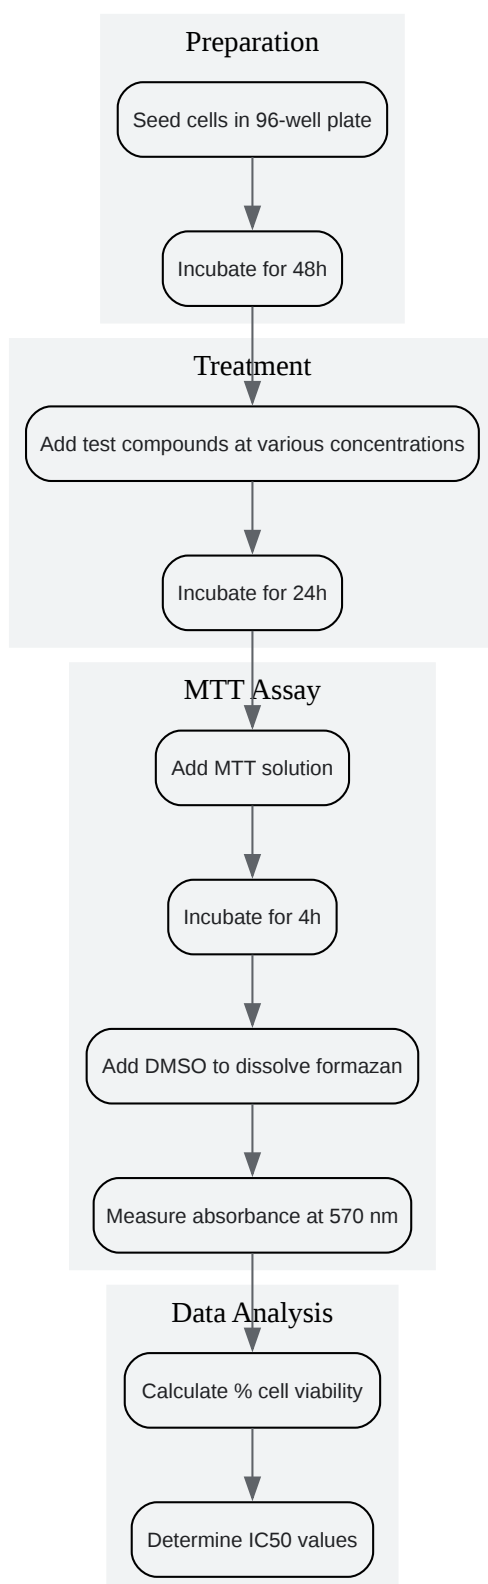 Preparation
Seed cells in 96-well plate
Incubate for 48h
Treatment
Add test compounds at various concentrations
Incubate for 24h
MTT Assay
Add MTT solution
Incubate for 4h
Add DMSO to dissolve formazan
Measure absorbance at 570 nm
Data Analysis
Calculate % cell viability
Determine IC50 values